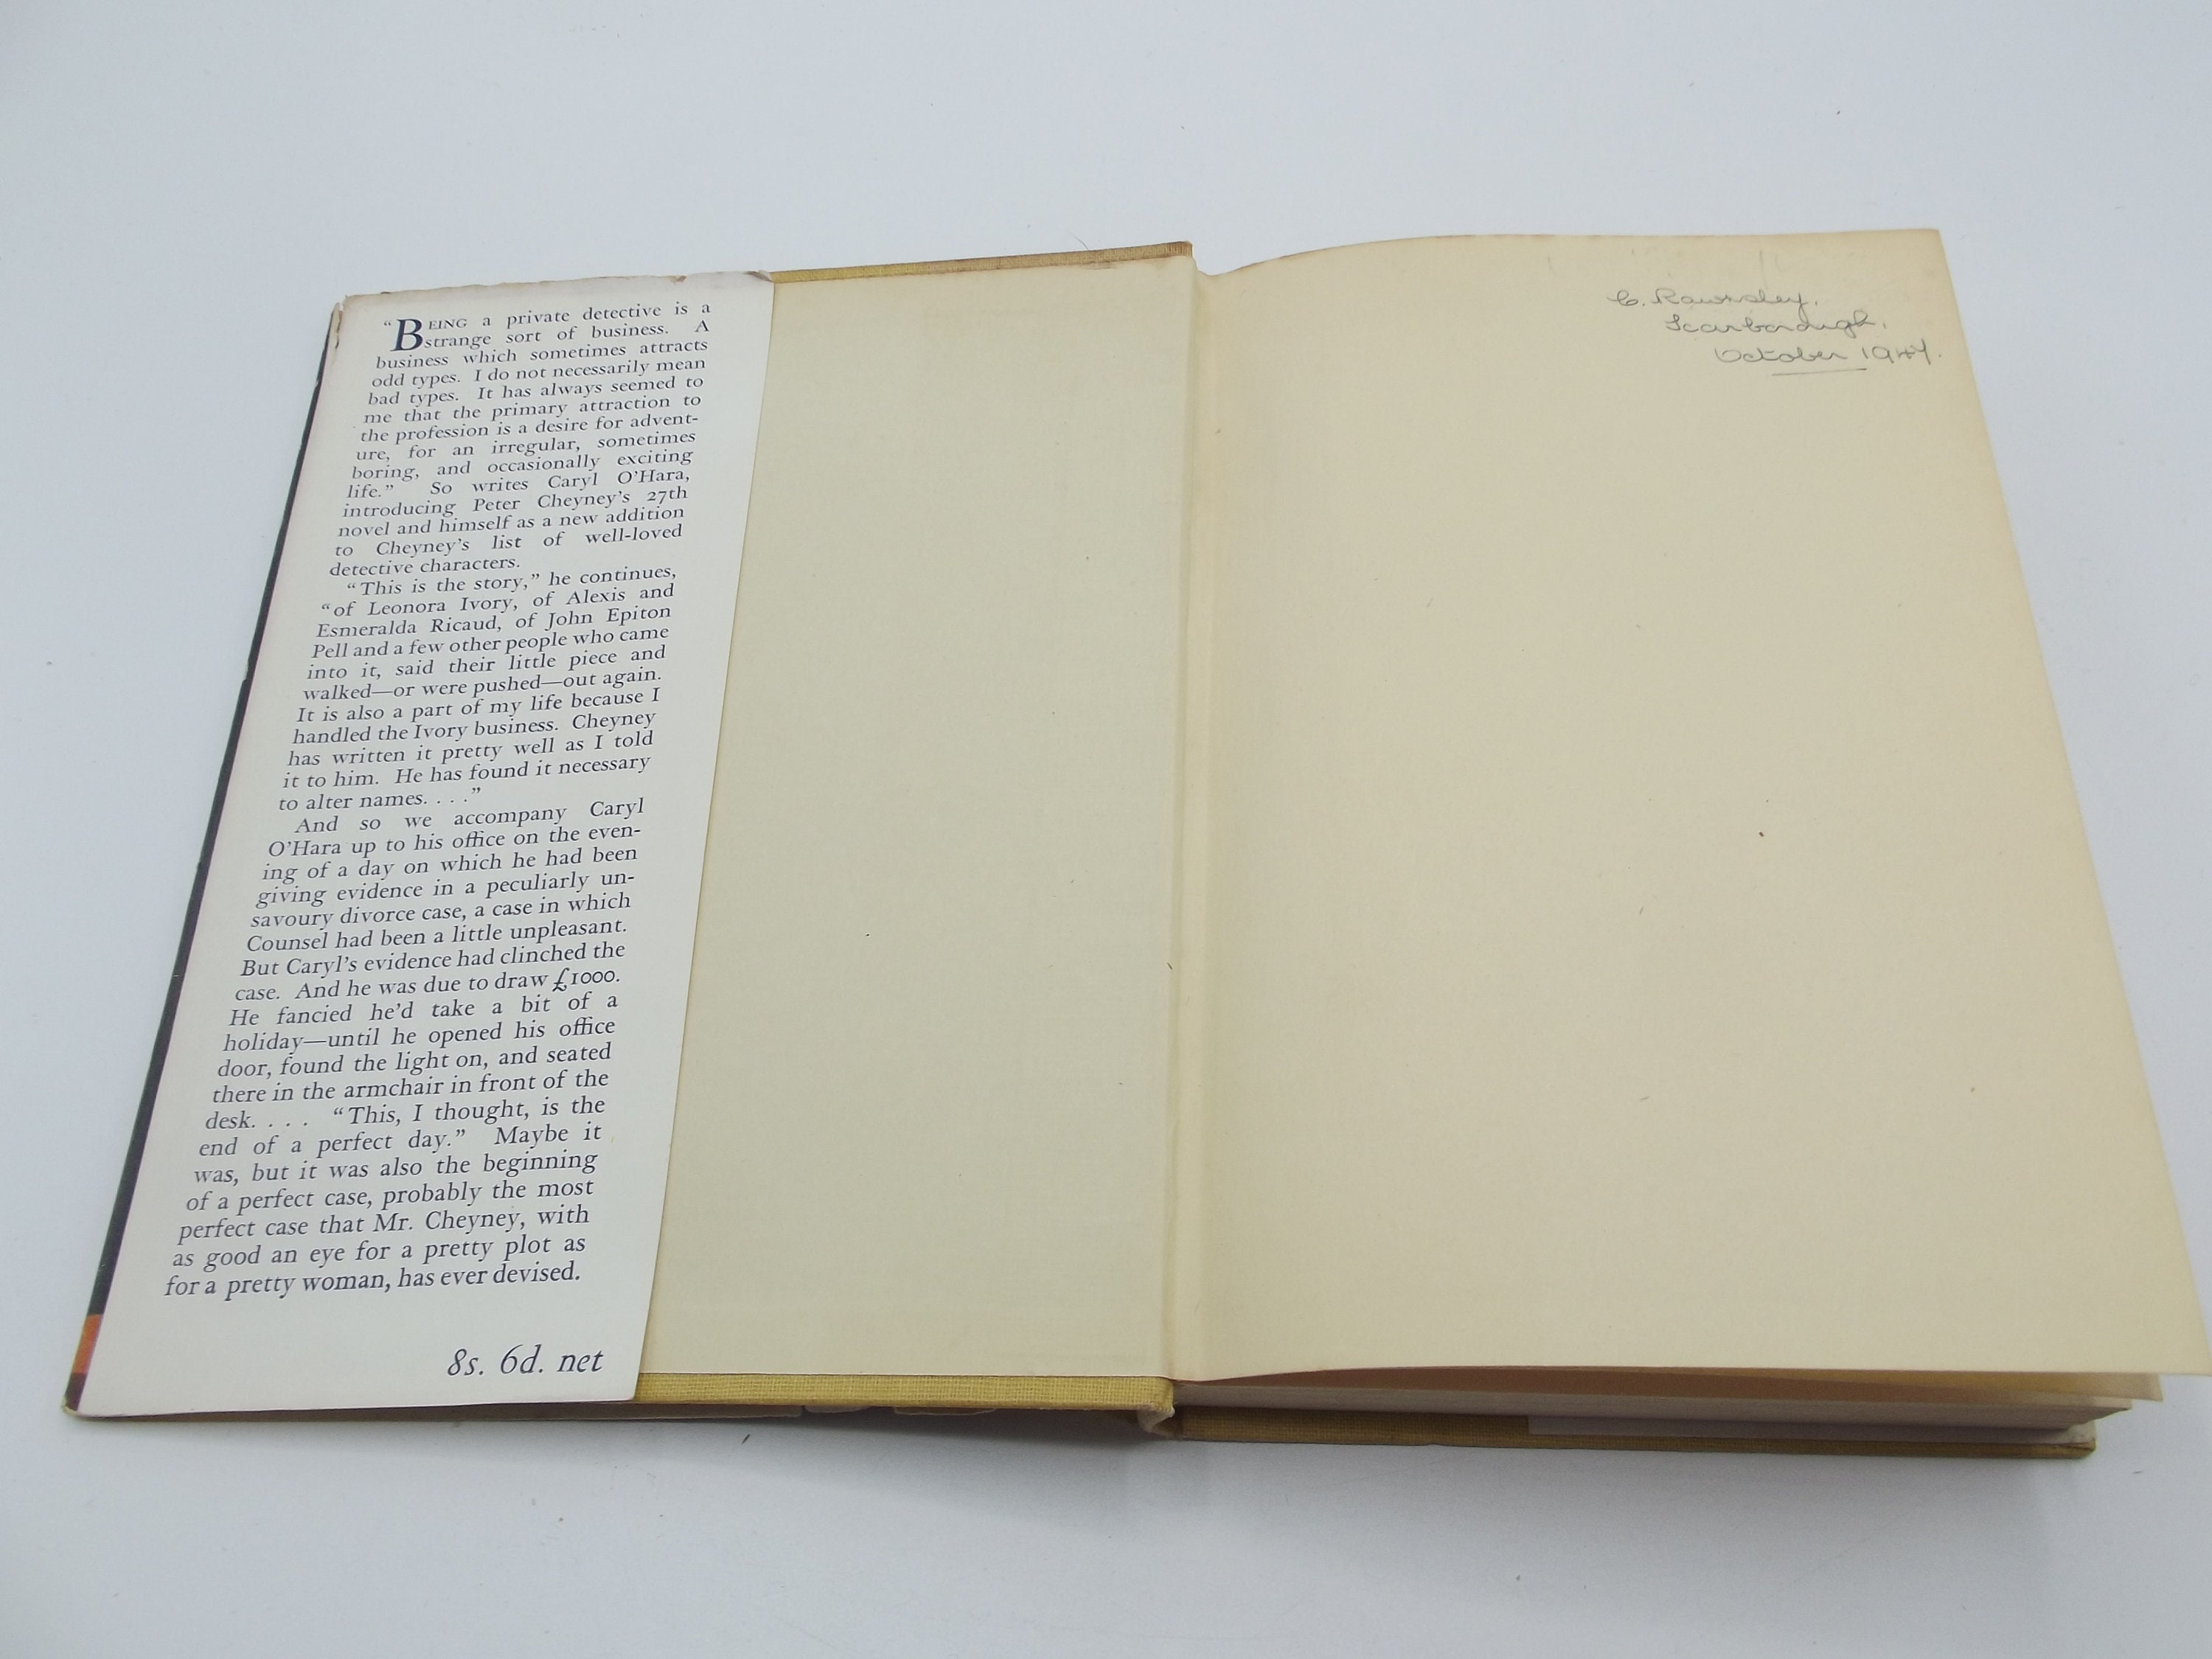 “BEING a private detective is a
strange sort of business. A
business which sometimes attracts
odd types. I do not necessarily mean
bad types. It has always seemed to
me that the primary attraction to
the profession is a desire for advent-
ure, for an irregular, sometimes
boring, and occasionally exciting
life.” So writes Caryl O’Hara,
introducing Peter Cheyney’s 27th
novel and himself as a new addition
to Cheyney’s list of well-loved
detective characters.
“This is the story,” he continues,
“of Leonora Ivory, of Alexis and
Esmeralda Ricaud, of John Epiton
Pell and a few other people who came
into it, said their little piece and
walked—or were pushed—out again.
It is also a part of my life because I
handled the Ivory business. Cheyney
has written it pretty well as I told
it to him. He has found it necessary
to alter names. . . .”
And so we accompany Caryl
O’Hara up to his office on the even-
ing of a day on which he had been
giving evidence in a peculiarly un-
savoury divorce case, a case in which
Counsel had been a little unpleasant.
But Caryl’s evidence had clinched the
case. And he was due to draw £1000.
He fancied he’d take a bit of a
holiday—until he opened his office
door, found the light on, and seated
there in the armchair in front of the
desk. . . . “This, I thought, is the
end of a perfect day.” Maybe it
was, but it was also the beginning
of a perfect case, probably the most
perfect case that Mr. Cheyney, with
as good an eye for a pretty plot as
for a pretty woman, has ever devised.
8s. 6d. net
C. Rawnsley.
Scarborough.
October 1947.